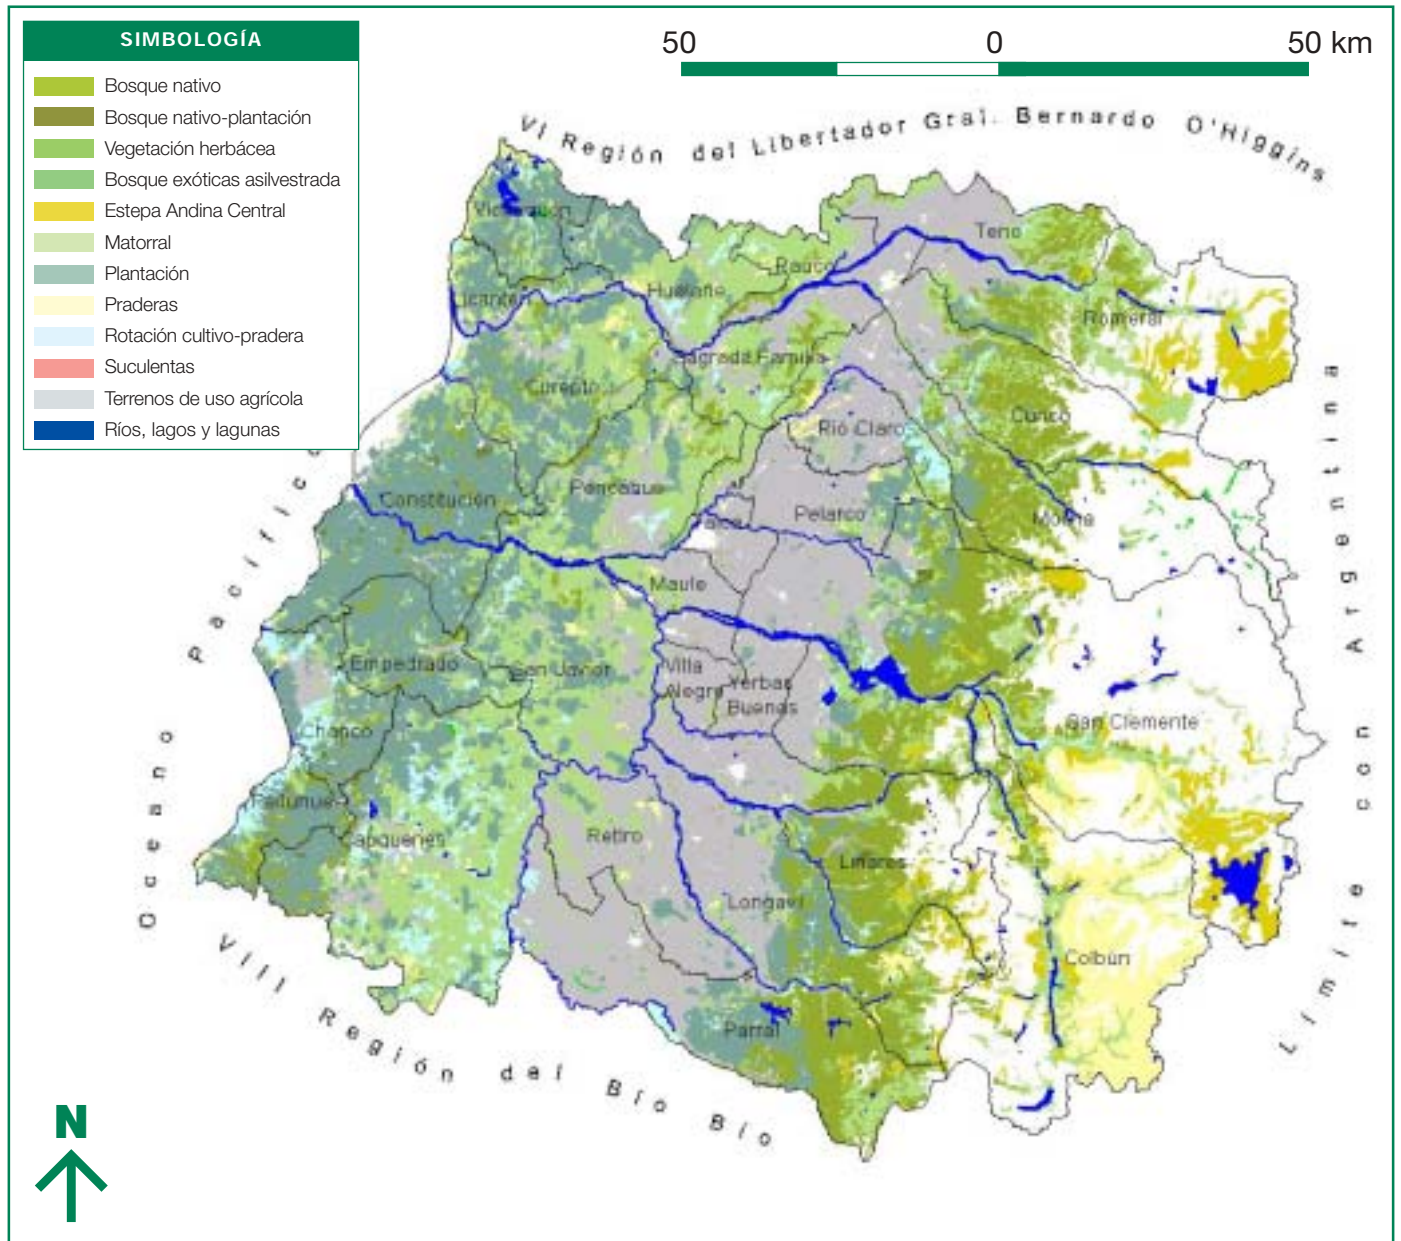 SIMBOLOGÍA
Bosque nativo
Bosque nativo-plantación
Vegetación herbácea
Bosque exóticas asilvestrada
Estepa Andina Central
Matorral
Plantación
Praderas
Rotación cultivo-pradera
Suculentas
Terrenos de uso agrícola
Ríos, lagos y lagunas
50 0 50 km
VI Región del Libertador Gral. Bernardo O'Higgins
Teno
Rauco
Licantén
Romeral
Sagrada Familia
Curepto
Curicó
Río Claro
Pencahue
Constitución
Pelarco
Molina
Talca
Maule
Empedrado
San Javier
Villa
Alegre
Yerbas
Buenas
San Clemente
Chanco
Cauquenes
Retiro
Linares
Longaví
Colbún
Parral
Oceano Pacífico
Limite con Argentina
VIII Región del Bío Bío
N